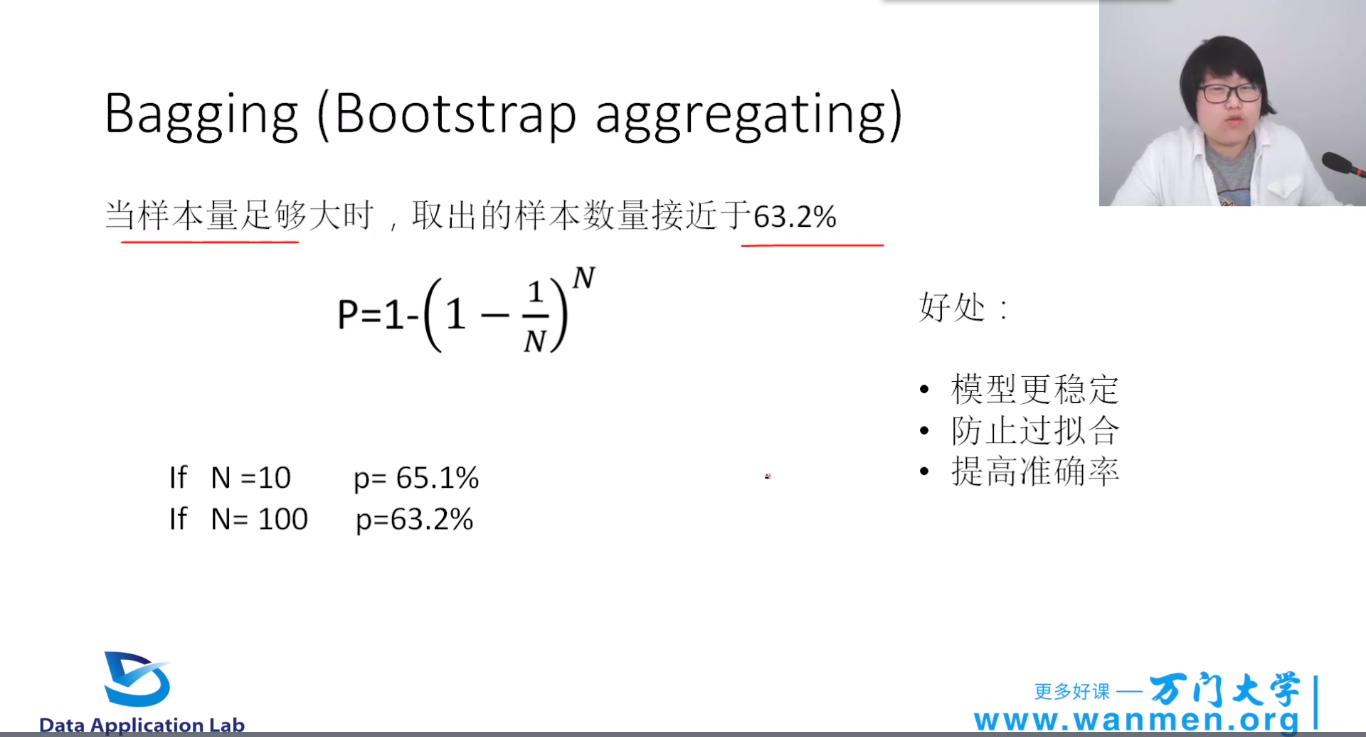 Bagging (Bootstrap aggregating)
当样本量足够大时，取出的样本数量接近于63.2%
P=1-(1 − 1/N)^N
If N =10 p= 65.1%
If N= 100 p=63.2%
好处：
• 模型更稳定
• 防止过拟合
• 提高准确率
Data Application Lab
更多好课 — 万门大学
www.wanmen.org